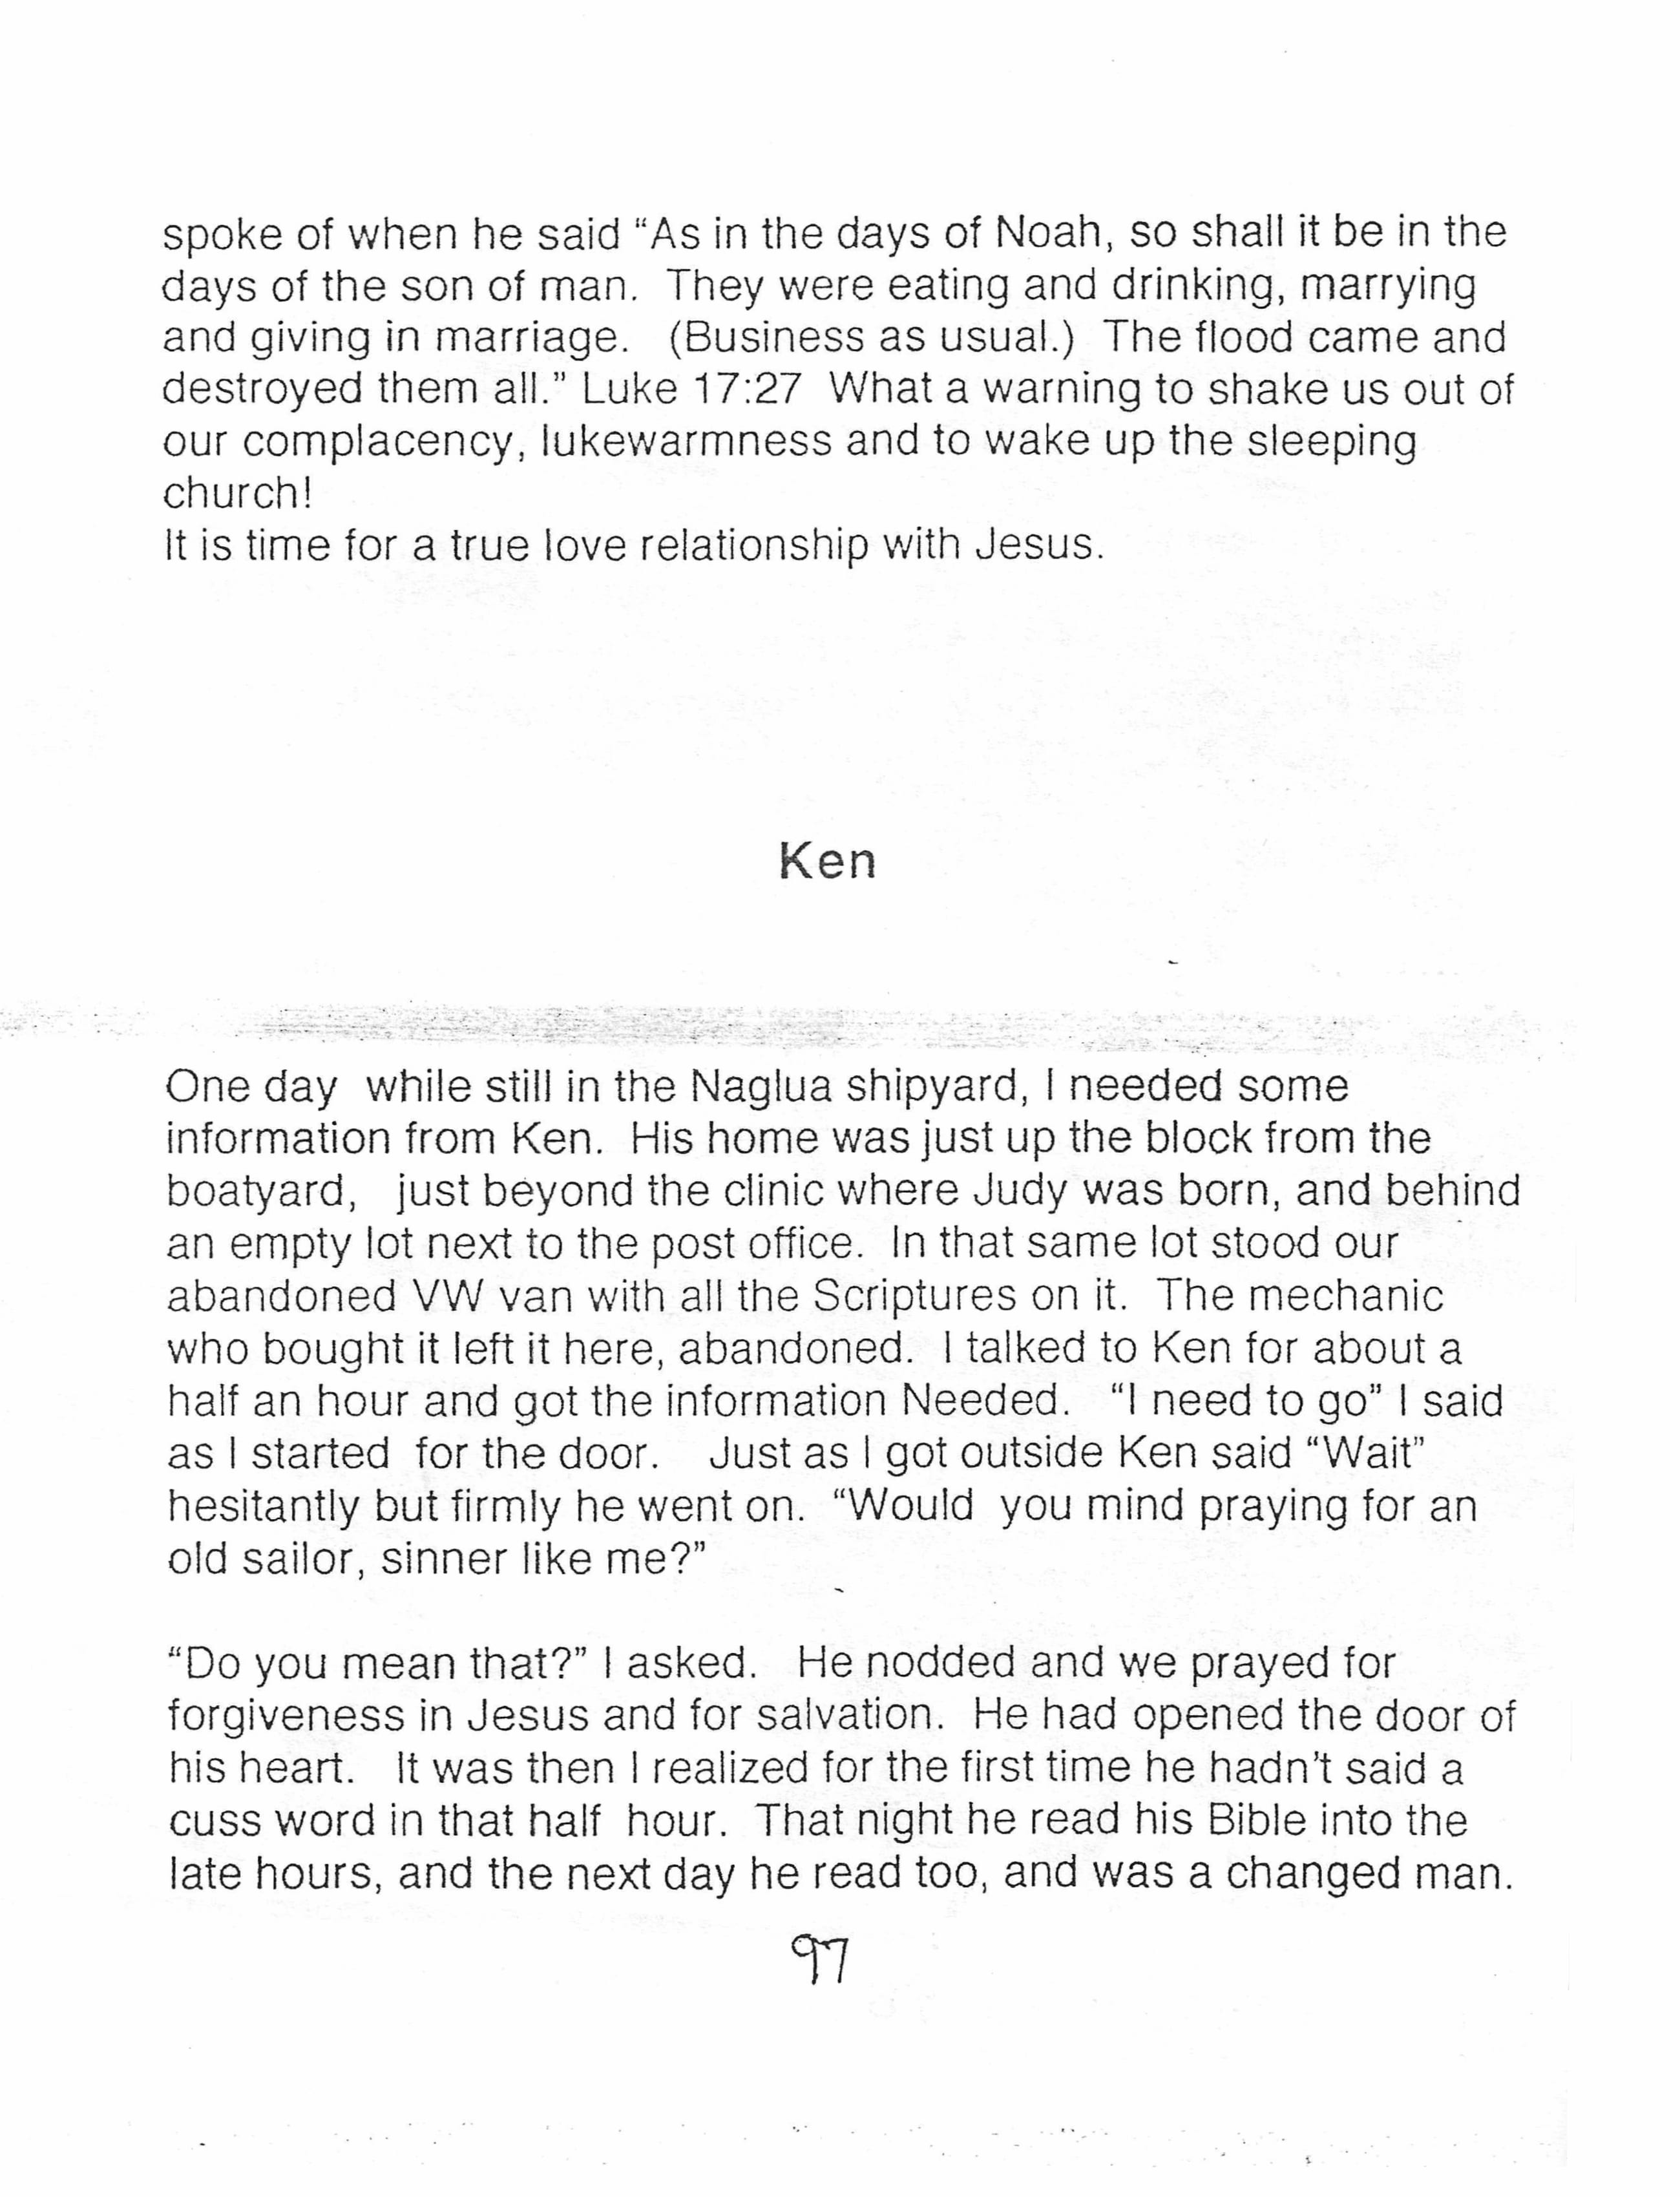 spoke of when he said “As in the days of Noah, so shall it be in the
days of the son of man.  They were eating and drinking, marrying
and giving in marriage.   (Business as usual.)  The flood came and
destroyed them all.” Luke 17:27  What a warning to shake us out of
our complacency, lukewarmness and to wake up the sleeping
church!
It is time for a true love relationship with Jesus.
Ken
One day  while still in the Naglua shipyard, I needed some
information from Ken.  His home was just up the block from the
boatyard,   just beyond the clinic where Judy was born, and behind
an empty lot next to the post office.  In that same lot stood our
abandoned VW van with all the Scriptures on it.  The mechanic
who bought it left it here, abandoned.  I talked to Ken for about a
half an hour and got the information Needed.   “I need to go” I said
as I started  for the door.   Just as I got outside Ken said “Wait”
hesitantly but firmly he went on.  “Would  you mind praying for an
old sailor, sinner like me?”
“Do you mean that?” I asked.   He nodded and we prayed for
forgiveness in Jesus and for salvation.  He had opened the door of
his heart.   It was then I realized for the first time he hadn’t said a
cuss word in that half  hour.  That night he read his Bible into the
late hours, and the next day he read too, and was a changed man.
97